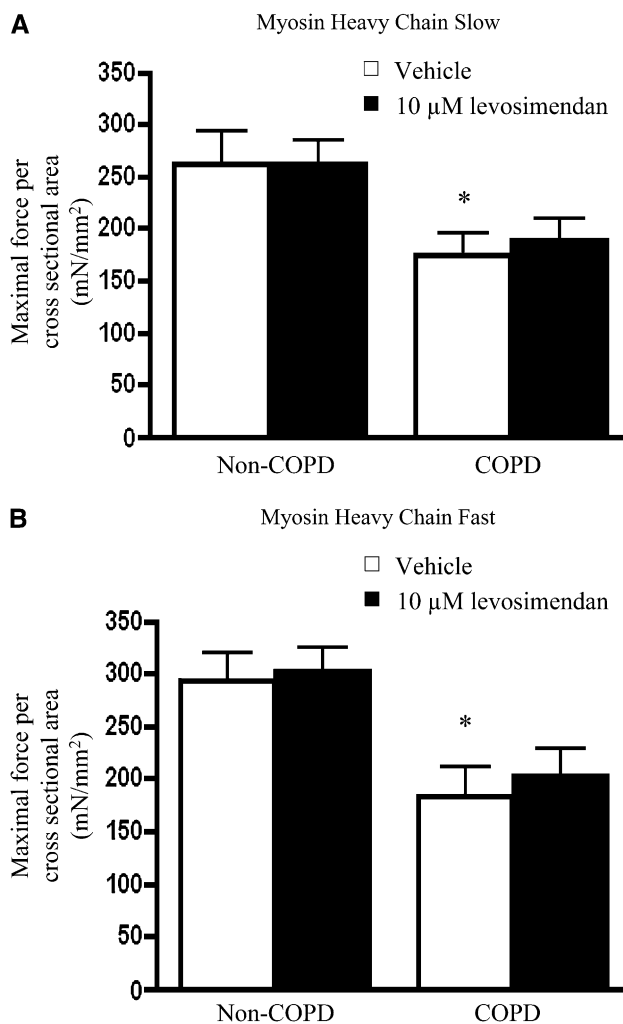 A
Myosin Heavy Chain Slow
Vehicle
10 µM levosimendan
Maximal force per
cross sectional area
(mN/mm²)
350
300
250
200
150
100
50
0
*
Non-COPD
COPD
B
Myosin Heavy Chain Fast
Vehicle
10 µM levosimendan
Maximal force per
cross sectional area
(mN/mm²)
350
300
250
200
150
100
50
0
*
Non-COPD
COPD